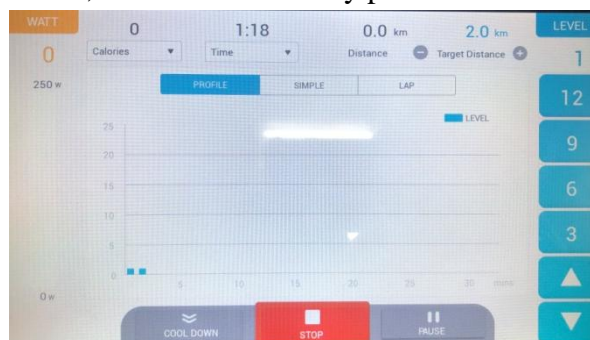 WATT 0 1:18 0.0 km 2.0 km LEVEL
0 Calories Time Distance Target Distance 1
250 w PROFILE SIMPLE LAP
12
LEVEL
25
9
20
15
6
10
3
5
0
5 10 15 20 25 30 mins
0 w
COOL DOWN STOP PAUSE